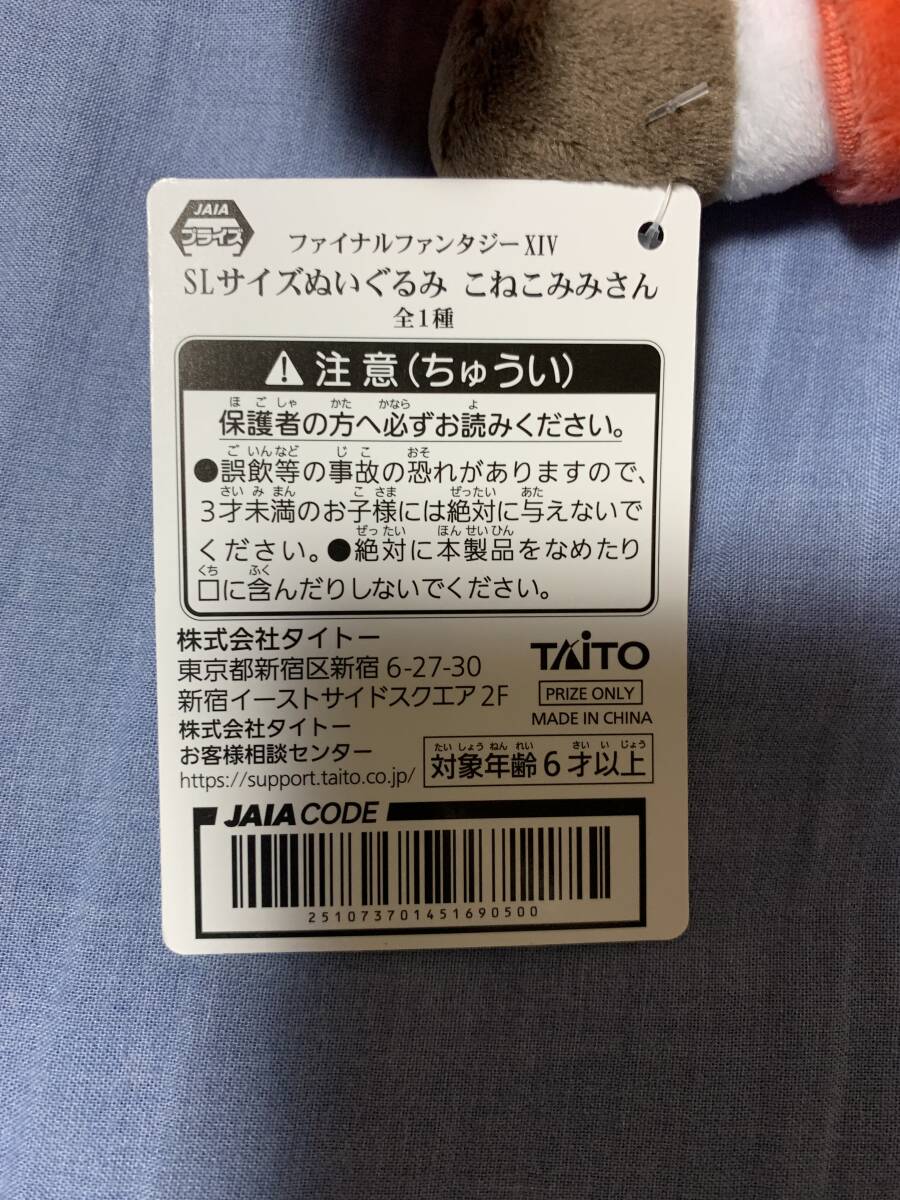 JAIA
プライズ
ファイナルファンタジーXIV
SLサイズぬいぐるみ こねこみみさん
全1種
注意(ちゅうい)
ほごしゃ かた かなら よ
保護者の方へ必ずお読みください。
ごいんなど じこ おそ
●誤飲等の事故の恐れがありますので、
さいみまん こさま ぜったい あた
3才未満のお子様には絶対に与えないで
ぜったい ほんせいひん
ください。●絶対に本製品をなめたり
くち ふく
口に含んだりしないでください。
株式会社タイトー
東京都新宿区新宿 6-27-30
新宿イーストサイドスクエア 2F
株式会社タイトー
お客様相談センター
https://support.taito.co.jp/
TAITO
PRIZE ONLY
MADE IN CHINA
たいしょうねんれい さいいじょう
対象年齢 6才以上
JAIA CODE
2510737014516905​00